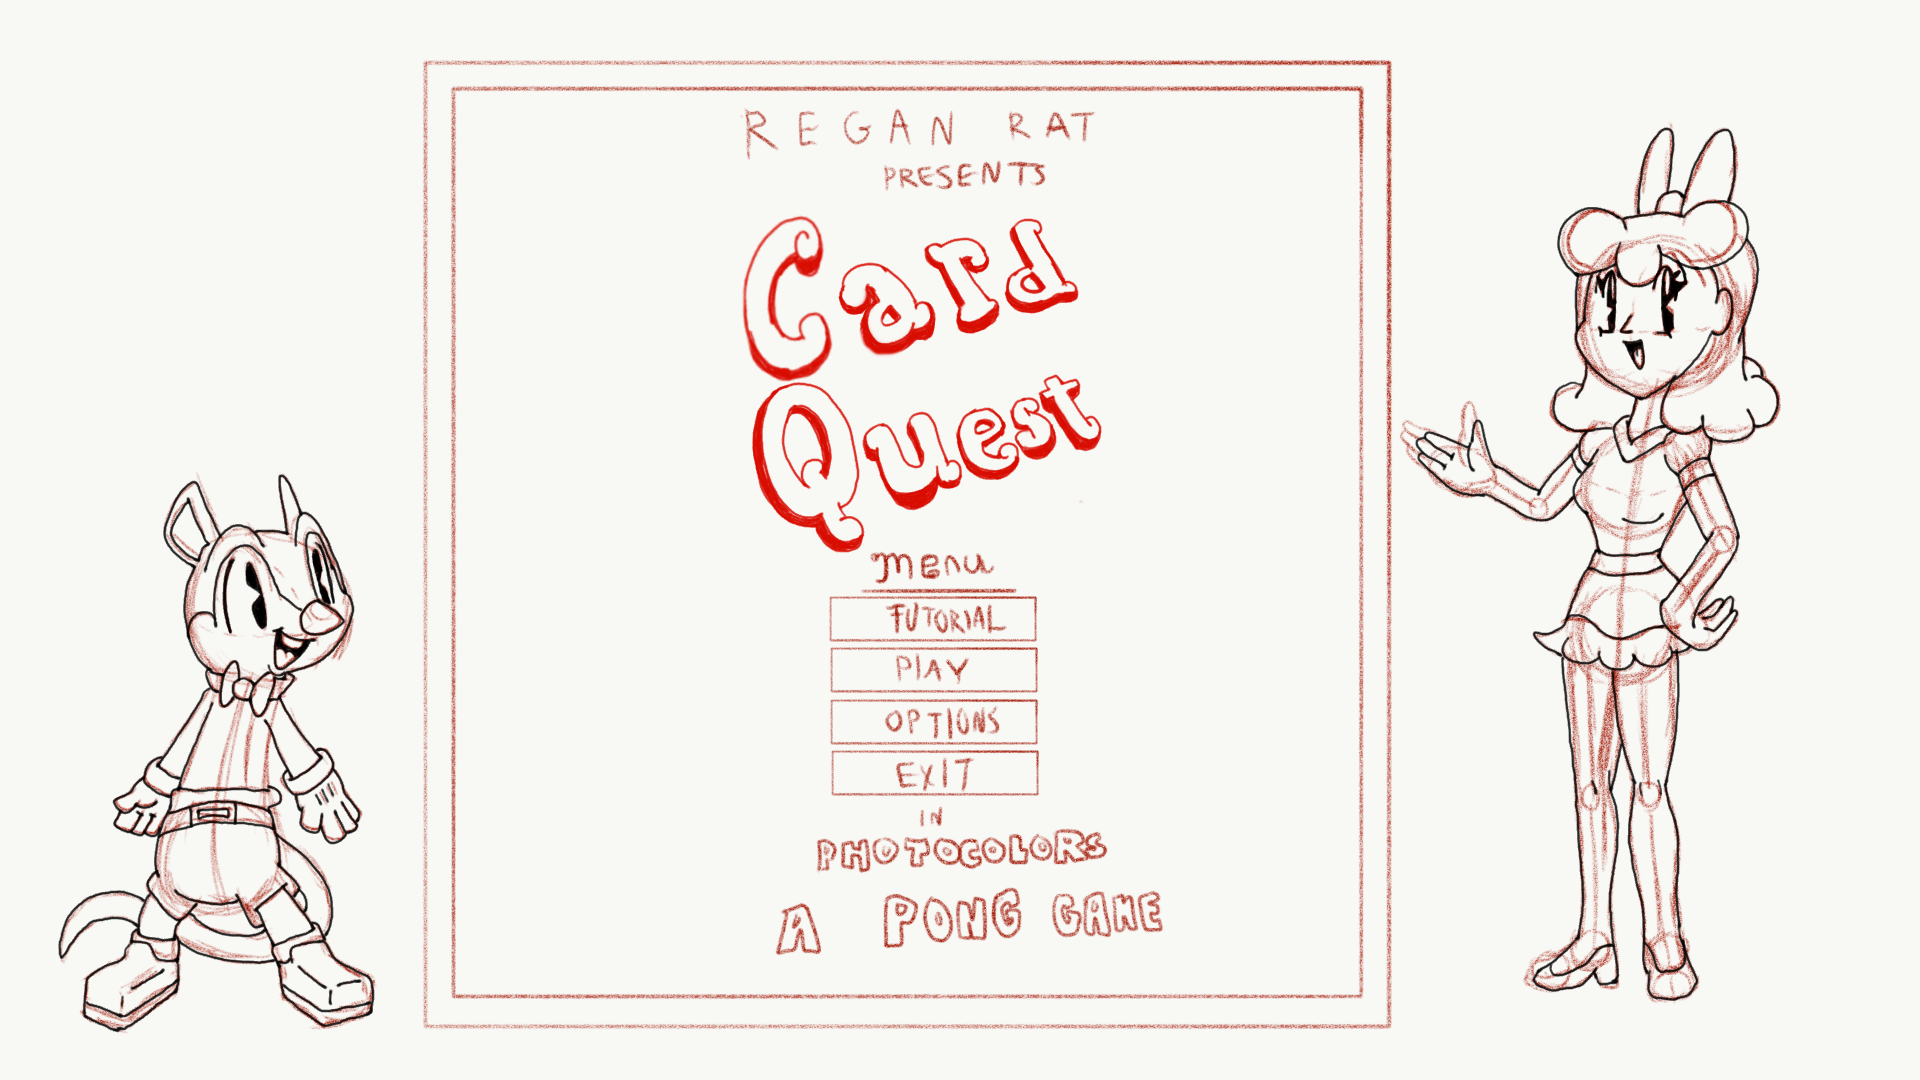 REGAN RAT
PRESENTS
Card
Quest
menu
TUTORIAL
PLAY
OPTIONS
EXIT
IN
PHOTOCOLORS
A PONG GAME